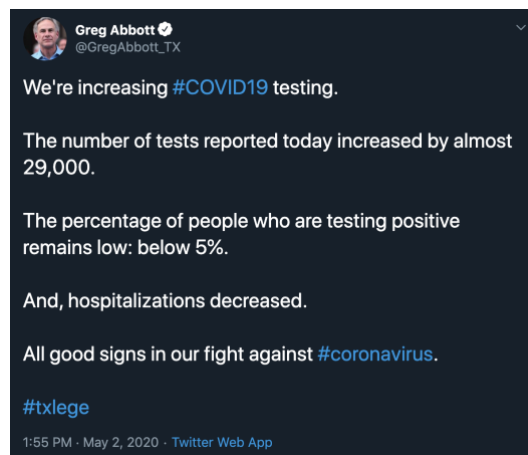 Greg Abbott
@GregAbbott_TX
We're increasing #COVID19 testing.
The number of tests reported today increased by almost
29,000.
The percentage of people who are testing positive
remains low: below 5%.
And, hospitalizations decreased.
All good signs in our fight against #coronavirus.
#txlege
1:55 PM · May 2, 2020 · Twitter Web App